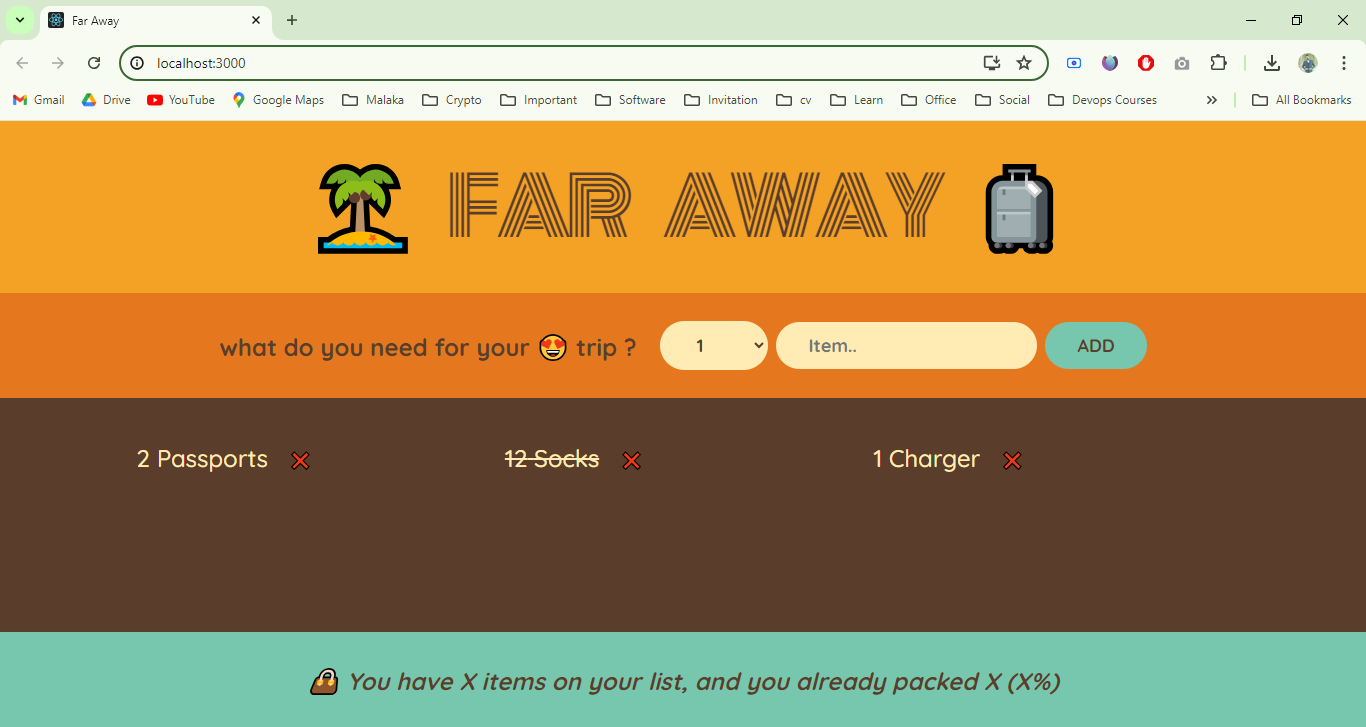 Far Away
localhost:3000
Gmail Drive YouTube Google Maps Malaka Crypto Important Software Invitation cv Learn Office Social Devops Courses All Bookmarks
FAR AWAY
what do you need for your 😍 trip ? 1 Item.. ADD
2 Passports ❌ 12 Socks ❌ 1 Charger ❌
👜 You have X items on your list, and you already packed X (X%)